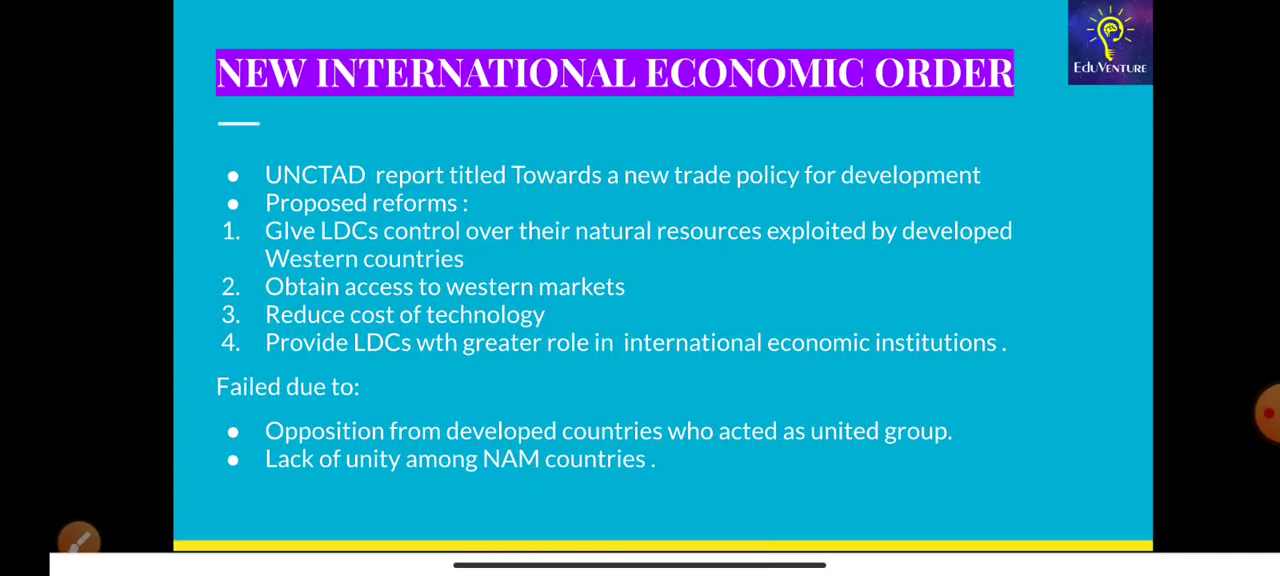 NEW INTERNATIONAL ECONOMIC ORDER
EDUVENTURE
● UNCTAD report titled Towards a new trade policy for development
● Proposed reforms :
1. GIve LDCs control over their natural resources exploited by developed
Western countries
2. Obtain access to western markets
3. Reduce cost of technology
4. Provide LDCs wth greater role in international economic institutions .
Failed due to:
● Opposition from developed countries who acted as united group.
● Lack of unity among NAM countries .